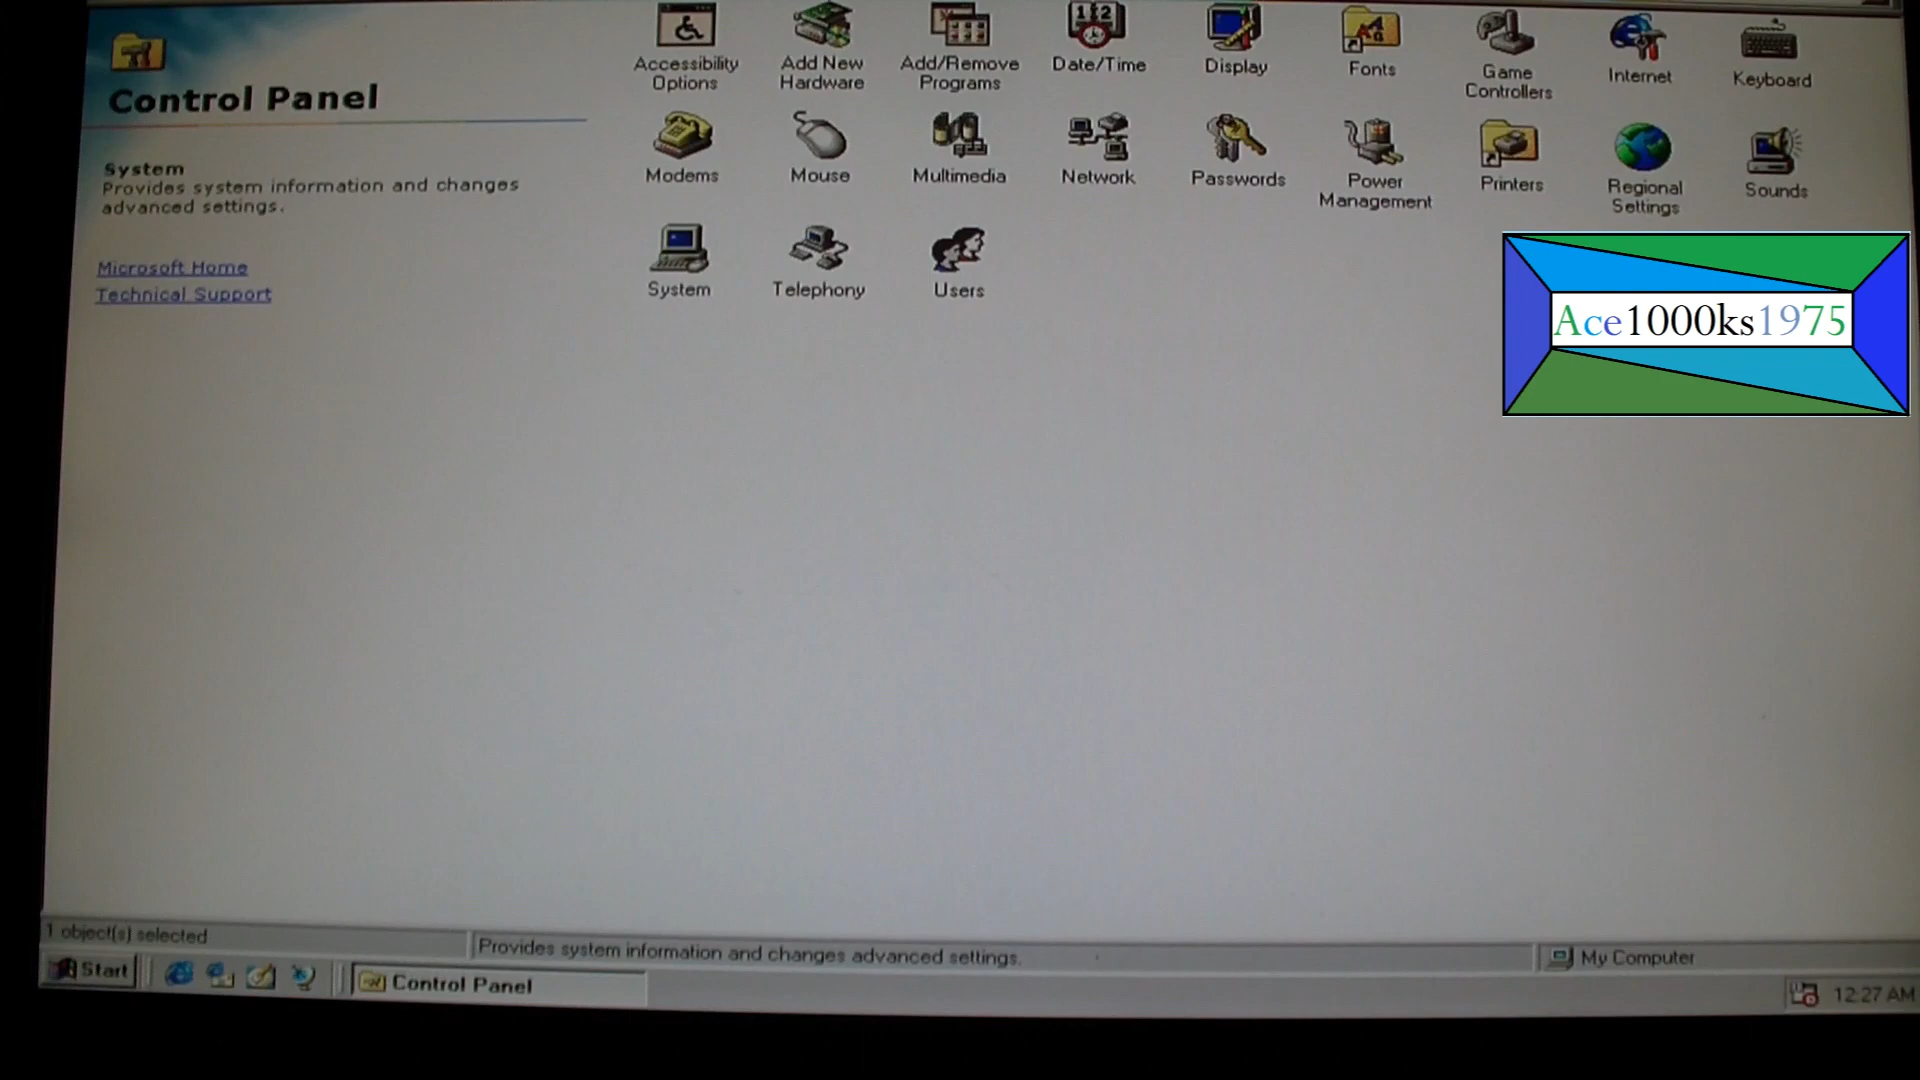 Control Panel
System
Provides system information and changes
advanced settings.
Microsoft Home
Technical Support
Accessibility
Options
Add New
Hardware
Add/Remove
Programs
Date/Time
Display
Fonts
Game
Controllers
Internet
Keyboard
Modems
Mouse
Multimedia
Network
Passwords
Power
Management
Printers
Regional
Settings
Sounds
System
Telephony
Users
Ace1000ks1975
1 object(s) selected
Provides system information and changes advanced settings.
My Computer
Start
Control Panel
12:27 AM